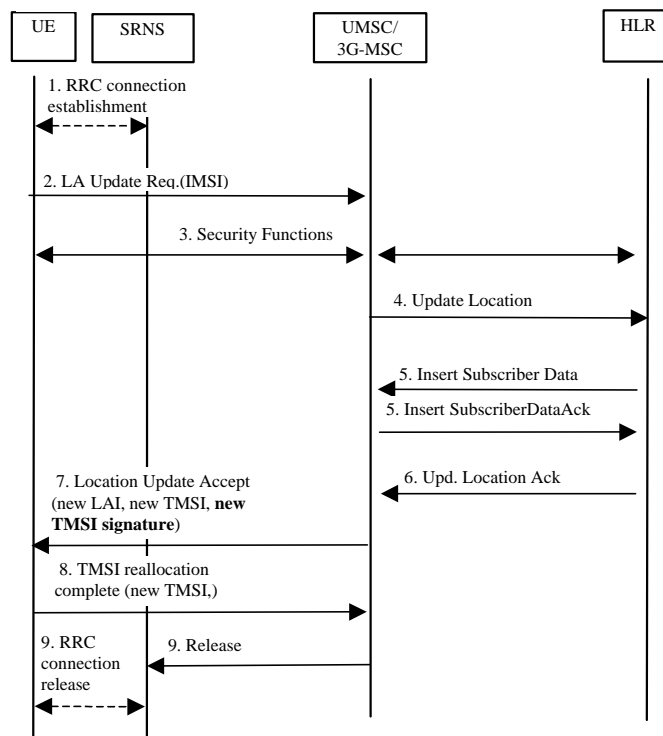 UE
SRNS
UMSC/
3G-MSC
HLR
1. RRC connection
establishment
2. LA Update Req.(IMSI)
3. Security Functions
4. Update Location
5. Insert Subscriber Data
5. Insert SubscriberDataAck
7. Location Update Accept
(new LAI, new TMSI, new
TMSI signature)
6. Upd. Location Ack
8. TMSI reallocation
complete (new TMSI,)
9. RRC
connection
release
9. Release